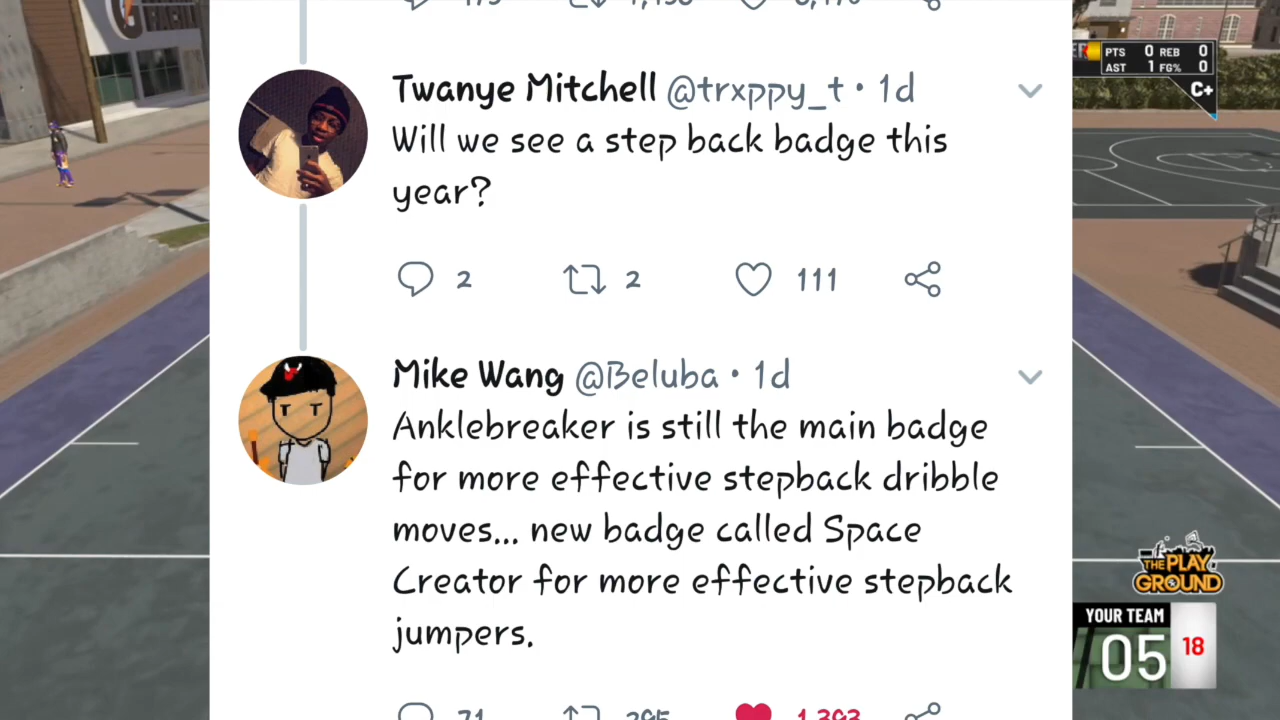 Twanye Mitchell @trxppy_t • 1d
Will we see a step back badge this
year?
2 2 111
Mike Wang @Beluba • 1d
Anklebreaker is still the main badge
for more effective stepback dribble
moves... new badge called Space
Creator for more effective stepback
jumpers.
PTS 0 REB 0
AST 1 FG% 0
C+
THE PLAY
GROUND
YOUR TEAM
05 18